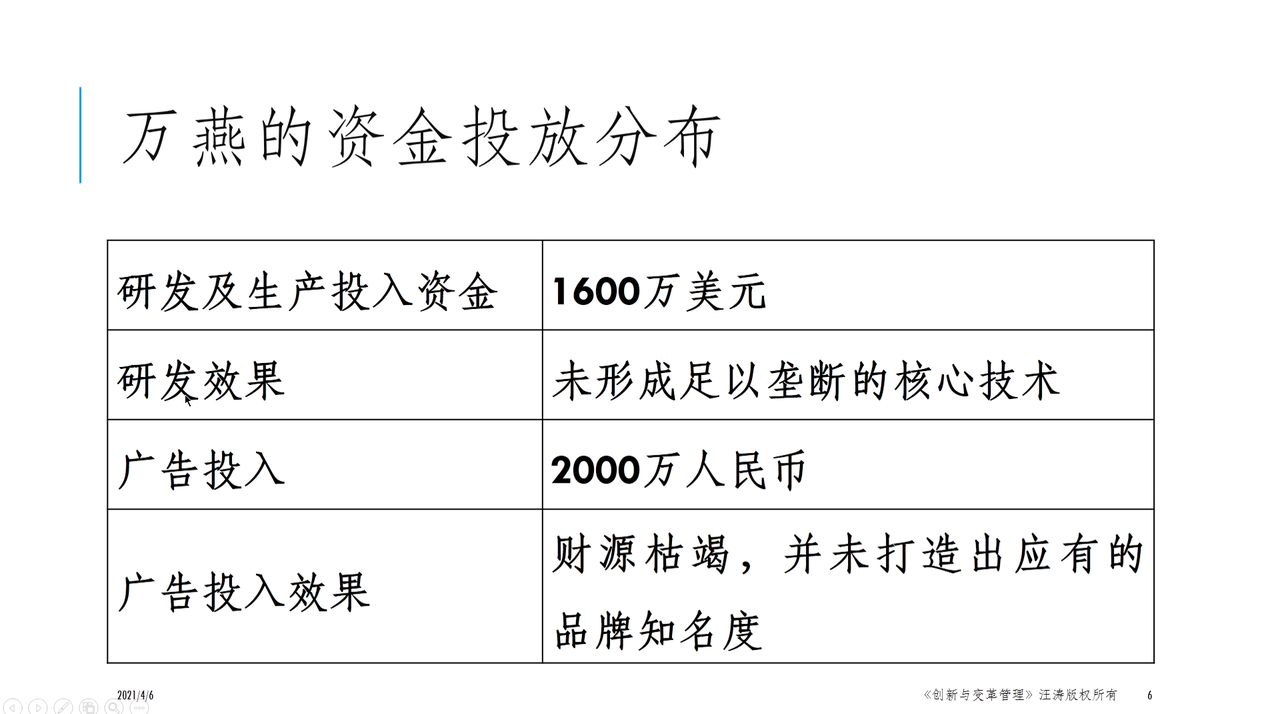 万燕的资金投放分布
研发及生产投入资金
1600万美元
研发效果
未形成足以垄断的核心技术
广告投入
2000万人民币
广告投入效果
财源枯竭，并未打造出应有的
品牌知名度
2021/4/6
《创新与变革管理》汪涛版权所有
6